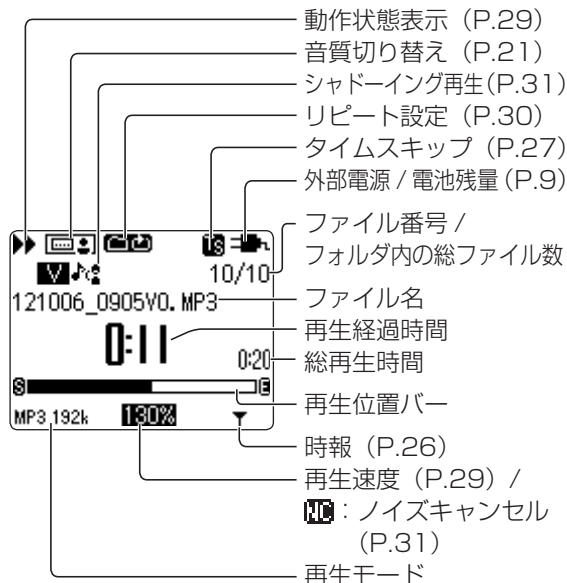 動作状態表示（P.29）
音質切り替え（P.21）
シャドーイング再生（P.31）
リピート設定（P.30）
タイムスキップ（P.27）
外部電源 / 電池残量（P.9）
ファイル番号 /
フォルダ内の総ファイル数
ファイル名
再生経過時間
総再生時間
再生位置バー
時報（P.26）
再生速度（P.29）/
NC：ノイズキャンセル
（P.31）
再生モード
TS
V 10/10
121006_0905V0.MP3
0:11
0:20
S E
MP3 192k 130%